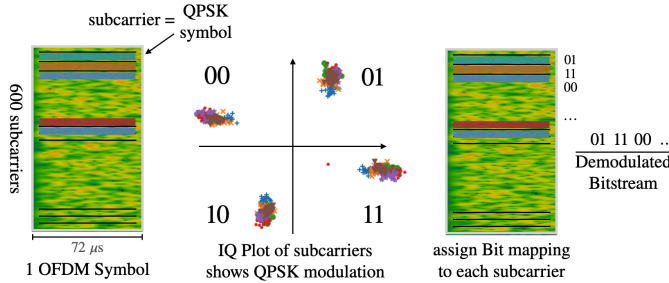 subcarrier = QPSK
symbol
600 subcarriers
72 μs
1 OFDM Symbol
00
01
10
11
IQ Plot of subcarriers
shows QPSK modulation
01
11
00
...
assign Bit mapping
to each subcarrier
01 11 00 ...
Demodulated
Bitstream